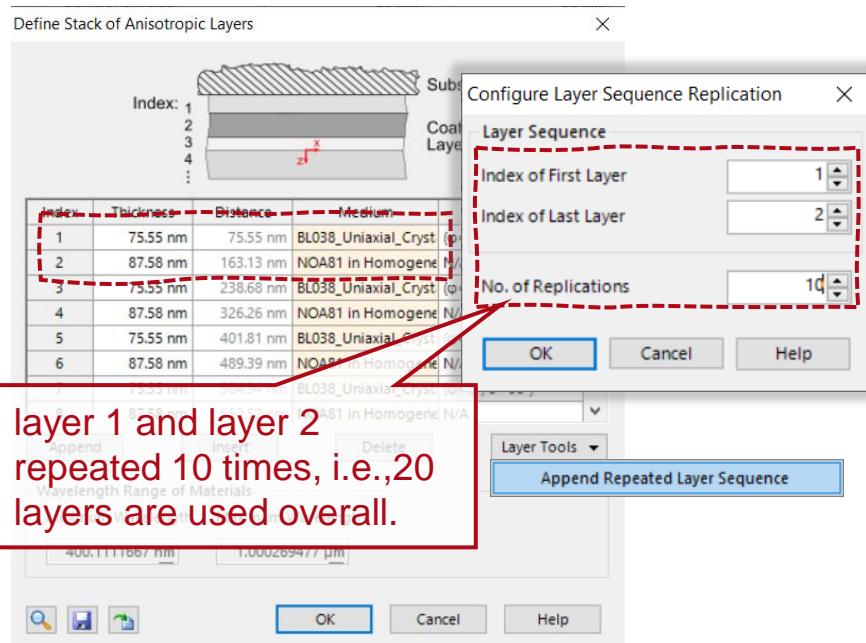 Define Stack of Anisotropic Layers
Index: 1
2
3
4
⋮
x
z
Configure Layer Sequence Replication
Layer Sequence
Index of First Layer 1
Index of Last Layer 2
No. of Replications 10
OK Cancel Help
Index Thickness Distance Medium
1 75.55 nm 75.55 nm BL038_Uniaxial_Cryst
2 87.58 nm 163.13 nm NOA81 in Homogene
3 75.55 nm 238.68 nm BL038_Uniaxial_Cryst
4 87.58 nm 326.26 nm NOA81 in Homogene
5 75.55 nm 401.81 nm BL038_Uniaxial_Cryst
6 87.58 nm 489.39 nm NOA81 in Homogene
BL038_Uniaxial_Cryst
NOA81 in Homogene N/A
layer 1 and layer 2
repeated 10 times, i.e.,20
layers are used overall.
Append Insert Delete
Layer Tools
Append Repeated Layer Sequence
Wavelength Range of Materials
400.1111667 nm 1.000269477 µm
OK Cancel Help